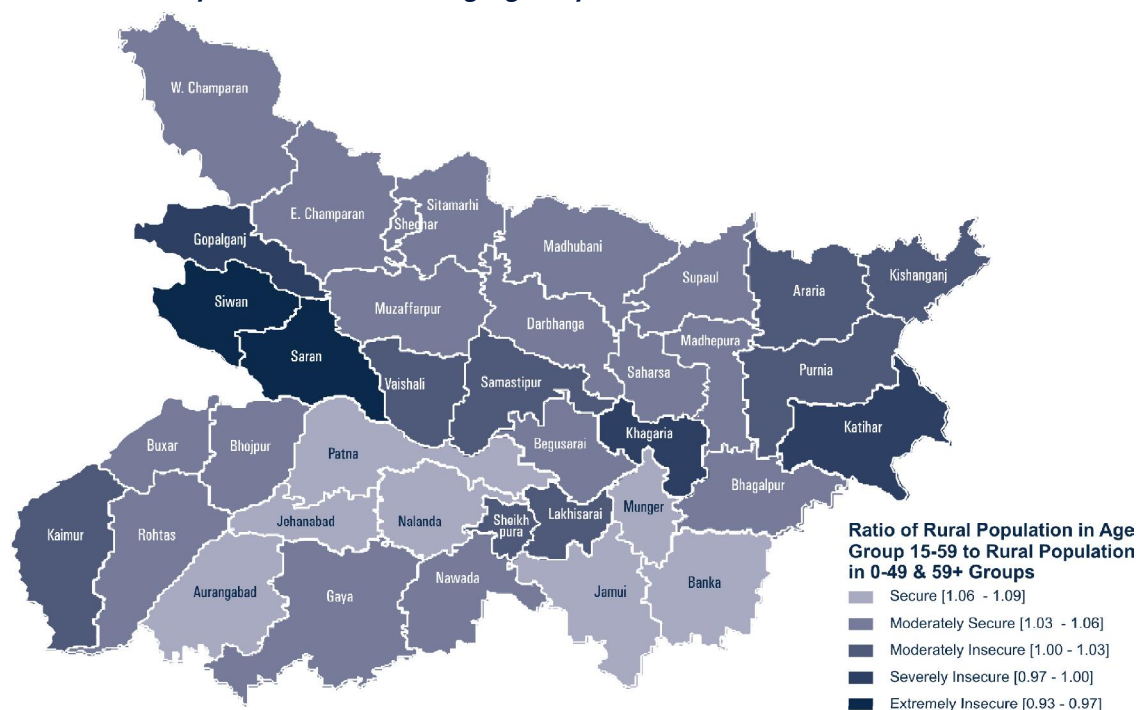 W. Champaran
E. Champaran
Sitamarhi
Sheohar
Gopalganj
Madhubani
Supaul
Araria
Kishanganj
Siwan
Muzaffarpur
Darbhanga
Madhepura
Saran
Vaishali
Samastipur
Saharsa
Purnia
Buxar
Bhojpur
Patna
Begusarai
Khagaria
Katihar
Bhagalpur
Kaimur
Rohtas
Jehanabad
Nalanda
Sheikh
pura
Lakhisarai
Munger
Aurangabad
Gaya
Nawada
Jamui
Banka
Ratio of Rural Population in Age
Group 15-59 to Rural Population
in 0-49 & 59+ Groups
Secure [1.06 - 1.09]
Moderately Secure [1.03 - 1.06]
Moderately Insecure [1.00 - 1.03]
Severely Insecure [0.97 - 1.00]
Extremely Insecure [0.93 - 0.97]